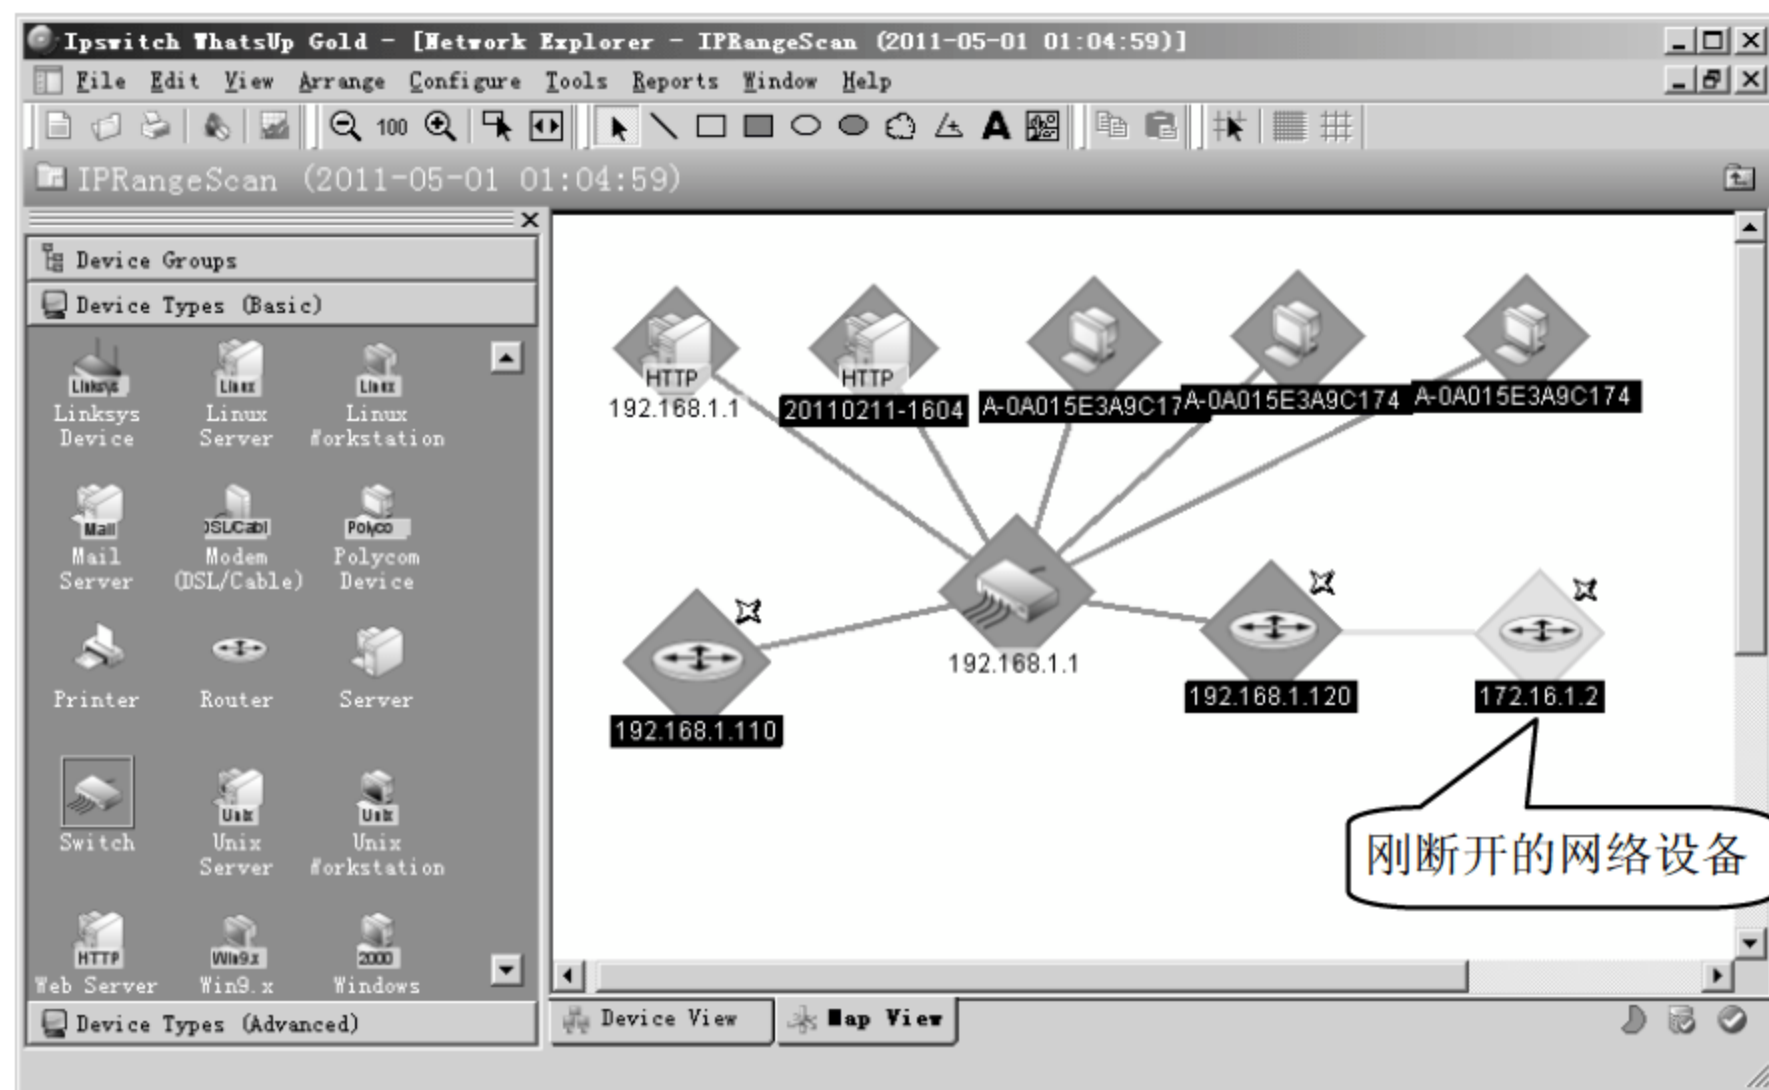 Ipswitch WhatsUp Gold - [Network Explorer - IPRangeScan (2011-05-01 01:04:59)]
File Edit View Arrange Configure Tools Reports Window Help
100
A
IPRangeScan (2011-05-01 01:04:59)
Device Groups
Device Types (Basic)
Linksys Linux Linux
Linksys Device
Linux Server
Linux Workstation
Mail DSL/Cabl Polyco
Mail Server
Modem (DSL/Cable)
Polycom Device
Printer
Router
Server
Unix Unix
Switch
Unix Server
Unix Workstation
HTTP Win9.x 2000
Web Server
Win9.x
Windows
Device Types (Advanced)
HTTP
192.168.1.1
HTTP
20110211-1604
A-0A015E3A9C17
A-0A015E3A9C174
A-0A015E3A9C174
192.168.1.1
192.168.1.110
192.168.1.120
172.16.1.2
刚断开的网络设备
Device View
Map View